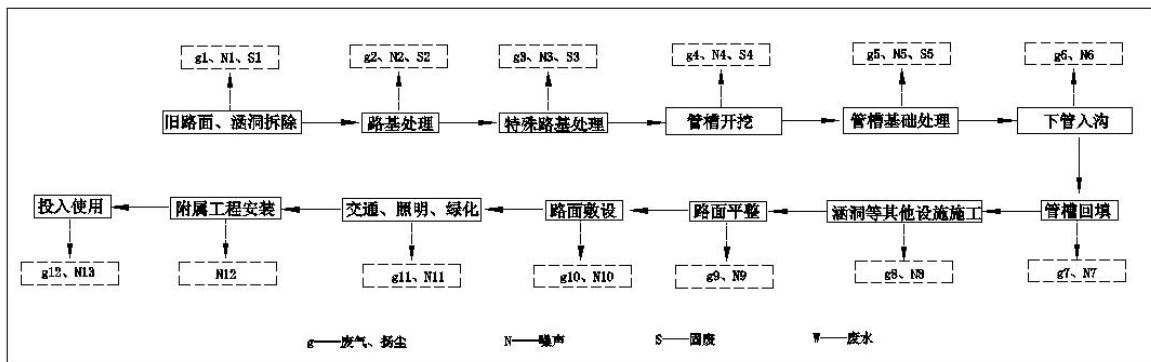 g1、N1、S1
g2、N2、S2
g3、N3、S3
g4、N4、S4
g5、N5、S5
g6、N6
旧路面、涵洞拆除
路基处理
特殊路基处理
管槽开挖
管槽基础处理
下管入沟
投入使用
附属工程安装
交通、照明、绿化
路面敷设
路面平整
涵洞等其他设施施工
管槽回填
g12、N13
N12
g11、N11
g10、N10
g9、N9
g8、N8
g7、N7
g——废气、扬尘
N——噪声
S——固废
W——废水